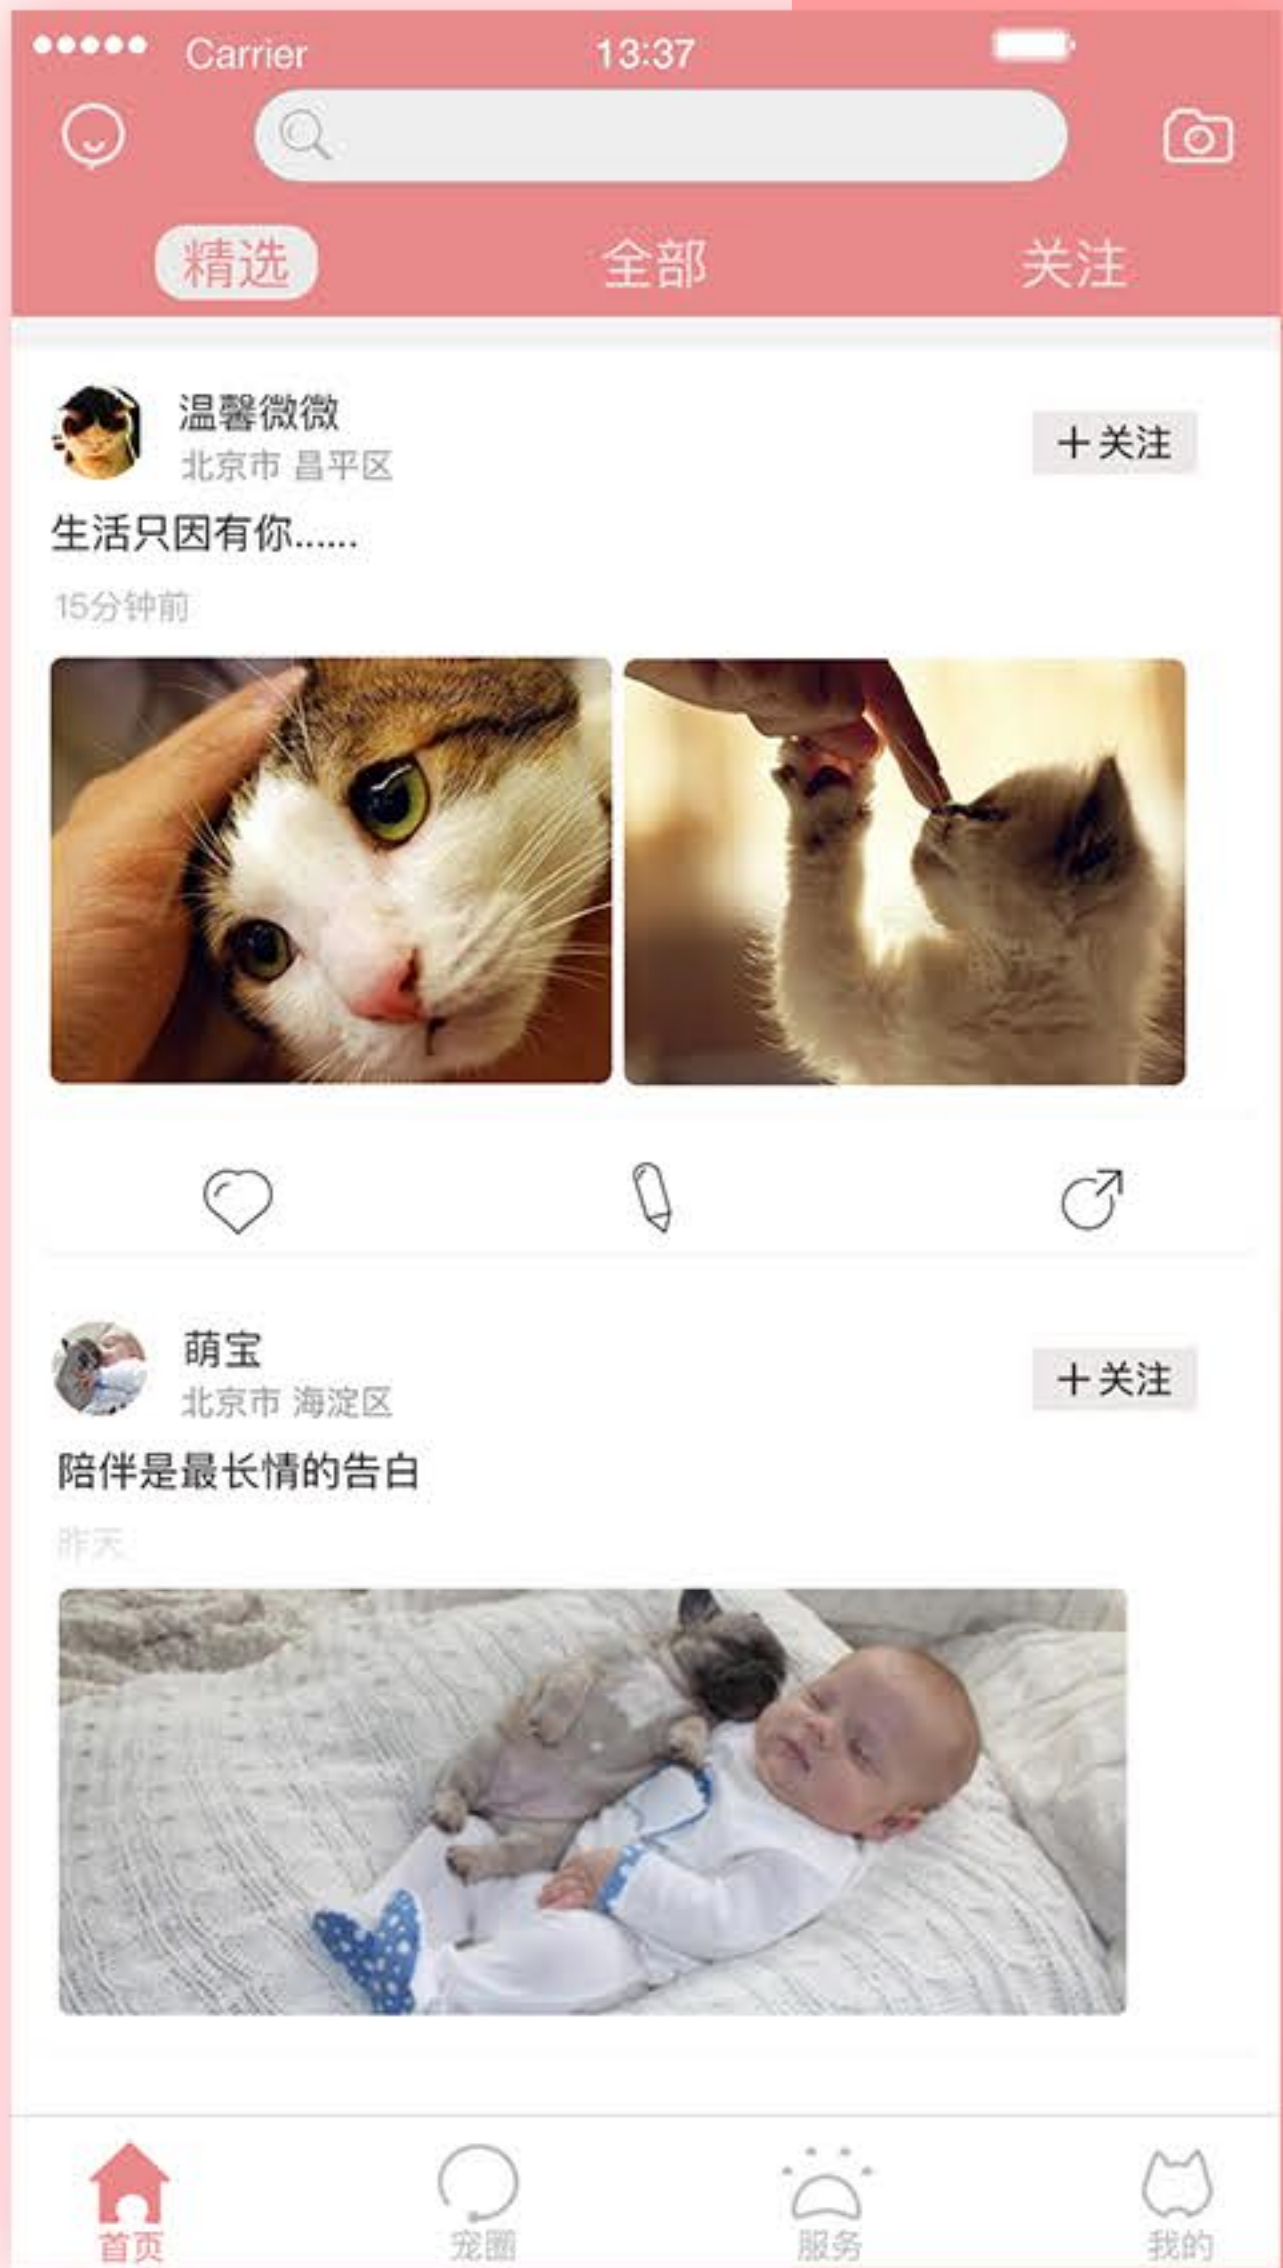 Carrier 13:37
精选 全部 关注
温馨微微
北京市 昌平区
十关注
生活只因有你......
15分钟前
萌宝
北京市 海淀区
十关注
陪伴是最长情的告白
昨天
首页 宠圈 服务 我的